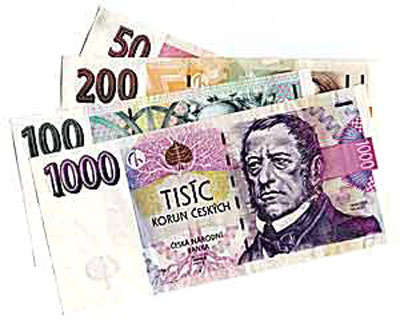 50
200
100
1000
TISÍC
KORUN ČESKÝCH
ČESKÁ NÁRODNÍ
BANKA
1000